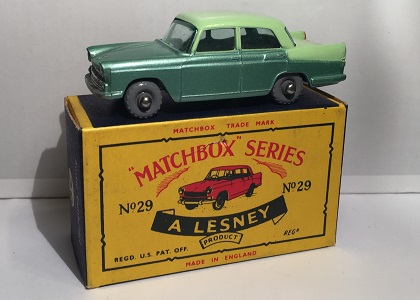 MATCHBOX TRADE MARK
"MATCHBOX" SERIES
Nº29
Nº29
A LESNEY
PRODUCT
REGD. U.S. PAT. OFF.
REGD
MADE IN ENGLAND